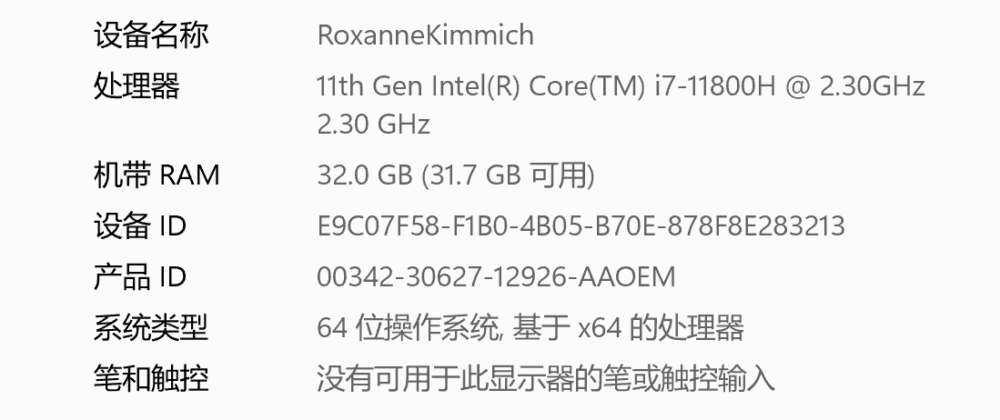 设备名称 RoxanneKimmich
处理器 11th Gen Intel(R) Core(TM) i7-11800H @ 2.30GHz
2.30 GHz
机带 RAM 32.0 GB (31.7 GB 可用)
设备 ID E9C07F58-F1B0-4B05-B70E-878F8E283213
产品 ID 00342-30627-12926-AAOEM
系统类型 64 位操作系统, 基于 x64 的处理器
笔和触控 没有可用于此显示器的笔或触控输入